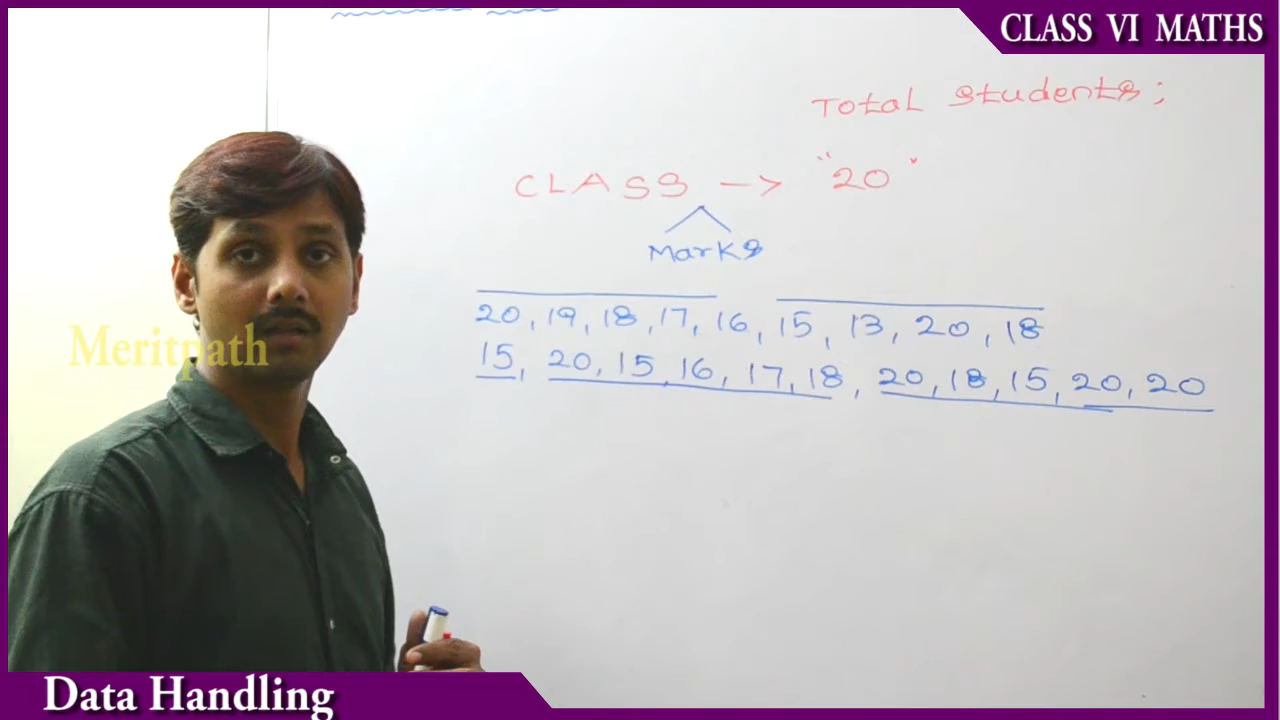 CLASS VI MATHS
Total students;
CLASS -> "20"
Marks
20, 19, 18, 17, 16, 15, 13, 20, 18
15, 20, 15, 16, 17, 18, 20, 18, 15, 20, 20
Meritpath
Data Handling